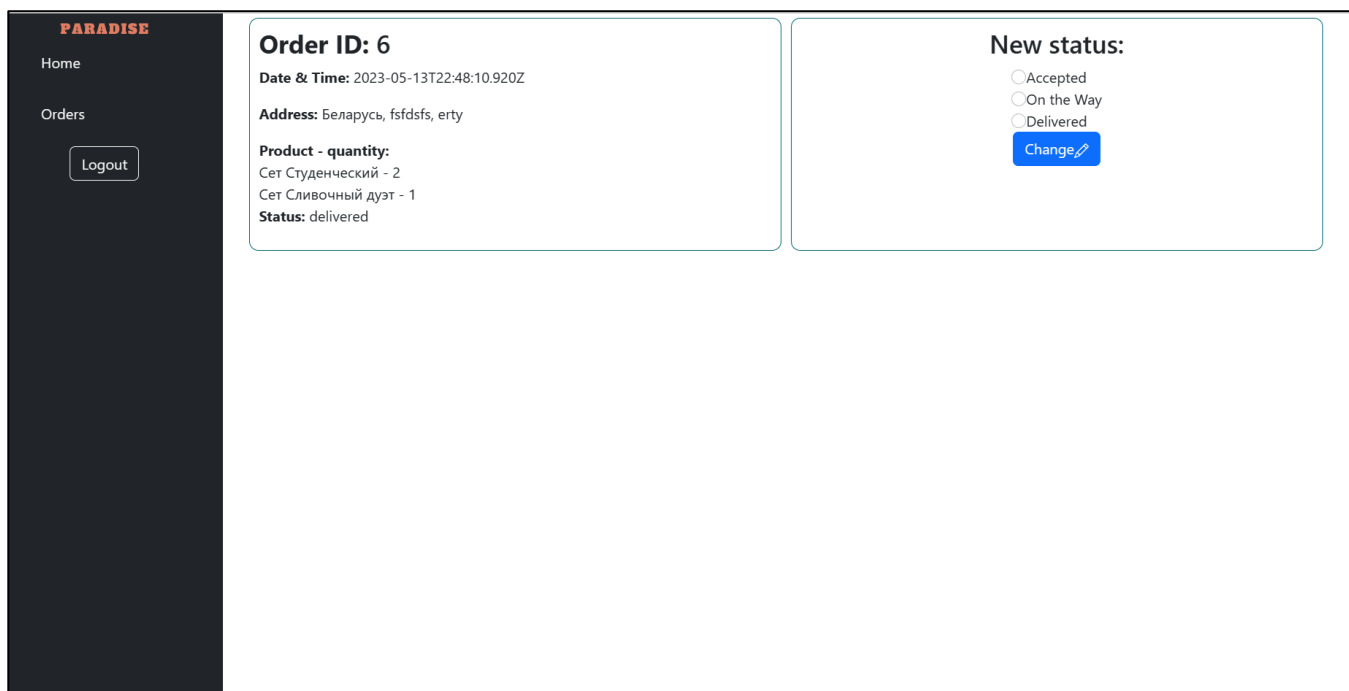 PARADISE
Home
Orders
Logout
Order ID: 6
Date & Time: 2023-05-13T22:48:10.920Z
Address: Беларусь, fsfdsfs, erty
Product - quantity:
Сет Студенческий - 2
Сет Сливочный дуэт - 1
Status: delivered
New status:
Accepted
On the Way
Delivered
Change